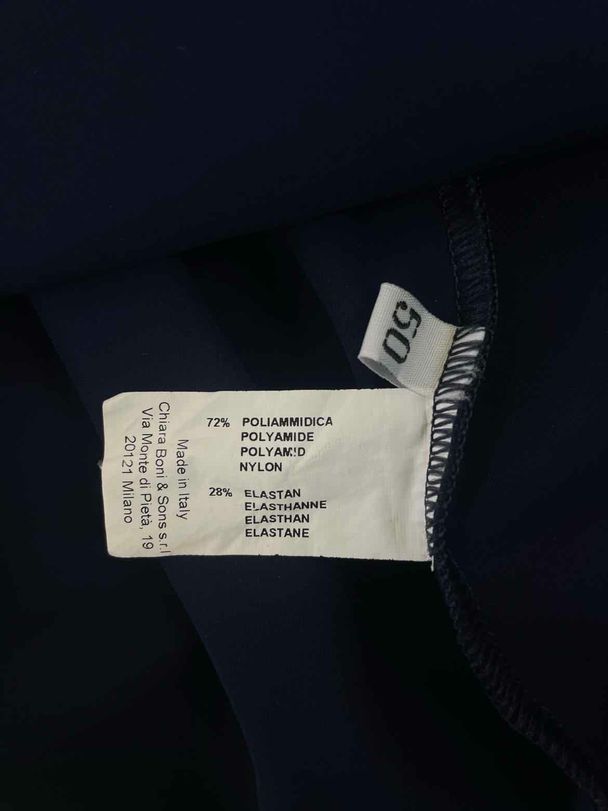 50
72% POLIAMMIDICA
POLYAMIDE
POLYAMID
NYLON
28% ELASTAN
ELASTHANNE
ELASTHAN
ELASTANE
Made in Italy
Chiara Boni & Sons s.r.l
Via Monte di Pietà, 19
20121 Milano